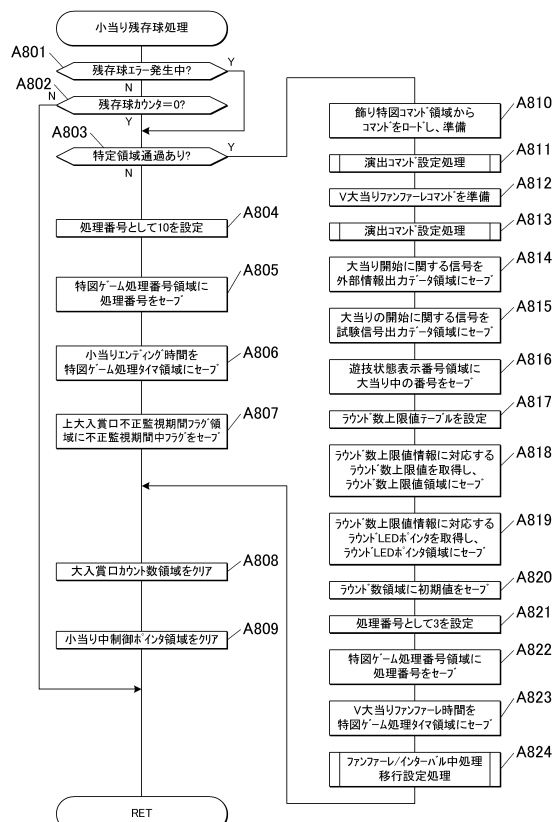 小当り残存球処理
A801
残存球エラー発生中?
Y
N
A802
N
残存球カウンタ=0?
Y
A803
特定領域通過あり?
Y
N
A804
処理番号として10を設定
A805
特図ゲーム処理番号領域に
処理番号をセーブ
A806
小当りエンディング時間を
特図ゲーム処理タイマ領域にセーブ
A807
上大入賞口不正監視期間フラグ領
域に不正監視期間中フラグをセーブ
A808
大入賞口カウント数領域をクリア
A809
小当り中制御ポインタ領域をクリア
RET
A810
飾り特図コマンド領域から
コマンドをロードし、準備
A811
演出コマンド設定処理
A812
V大当りファンファーレコマンドを準備
A813
演出コマンド設定処理
A814
大当り開始に関する信号を
外部情報出力データ領域にセーブ
A815
大当りの開始に関する信号を
試験信号出力データ領域にセーブ
A816
遊技状態表示番号領域に
大当り中の番号をセーブ
A817
ラウンド数上限値テーブルを設定
A818
ラウンド数上限値情報に対応する
ラウンド数上限値を取得し、
ラウンド数上限値領域にセーブ
A819
ラウンド数上限値情報に対応する
ラウンドLEDポインタを取得し、
ラウンドLEDポインタ領域にセーブ
A820
ラウンド数領域に初期値をセーブ
A821
処理番号として3を設定
A822
特図ゲーム処理番号領域に
処理番号をセーブ
A823
V大当りファンファーレ時間を
特図ゲーム処理タイマ領域にセーブ
A824
ファンファーレ/インターバル中処理
移行設定処理